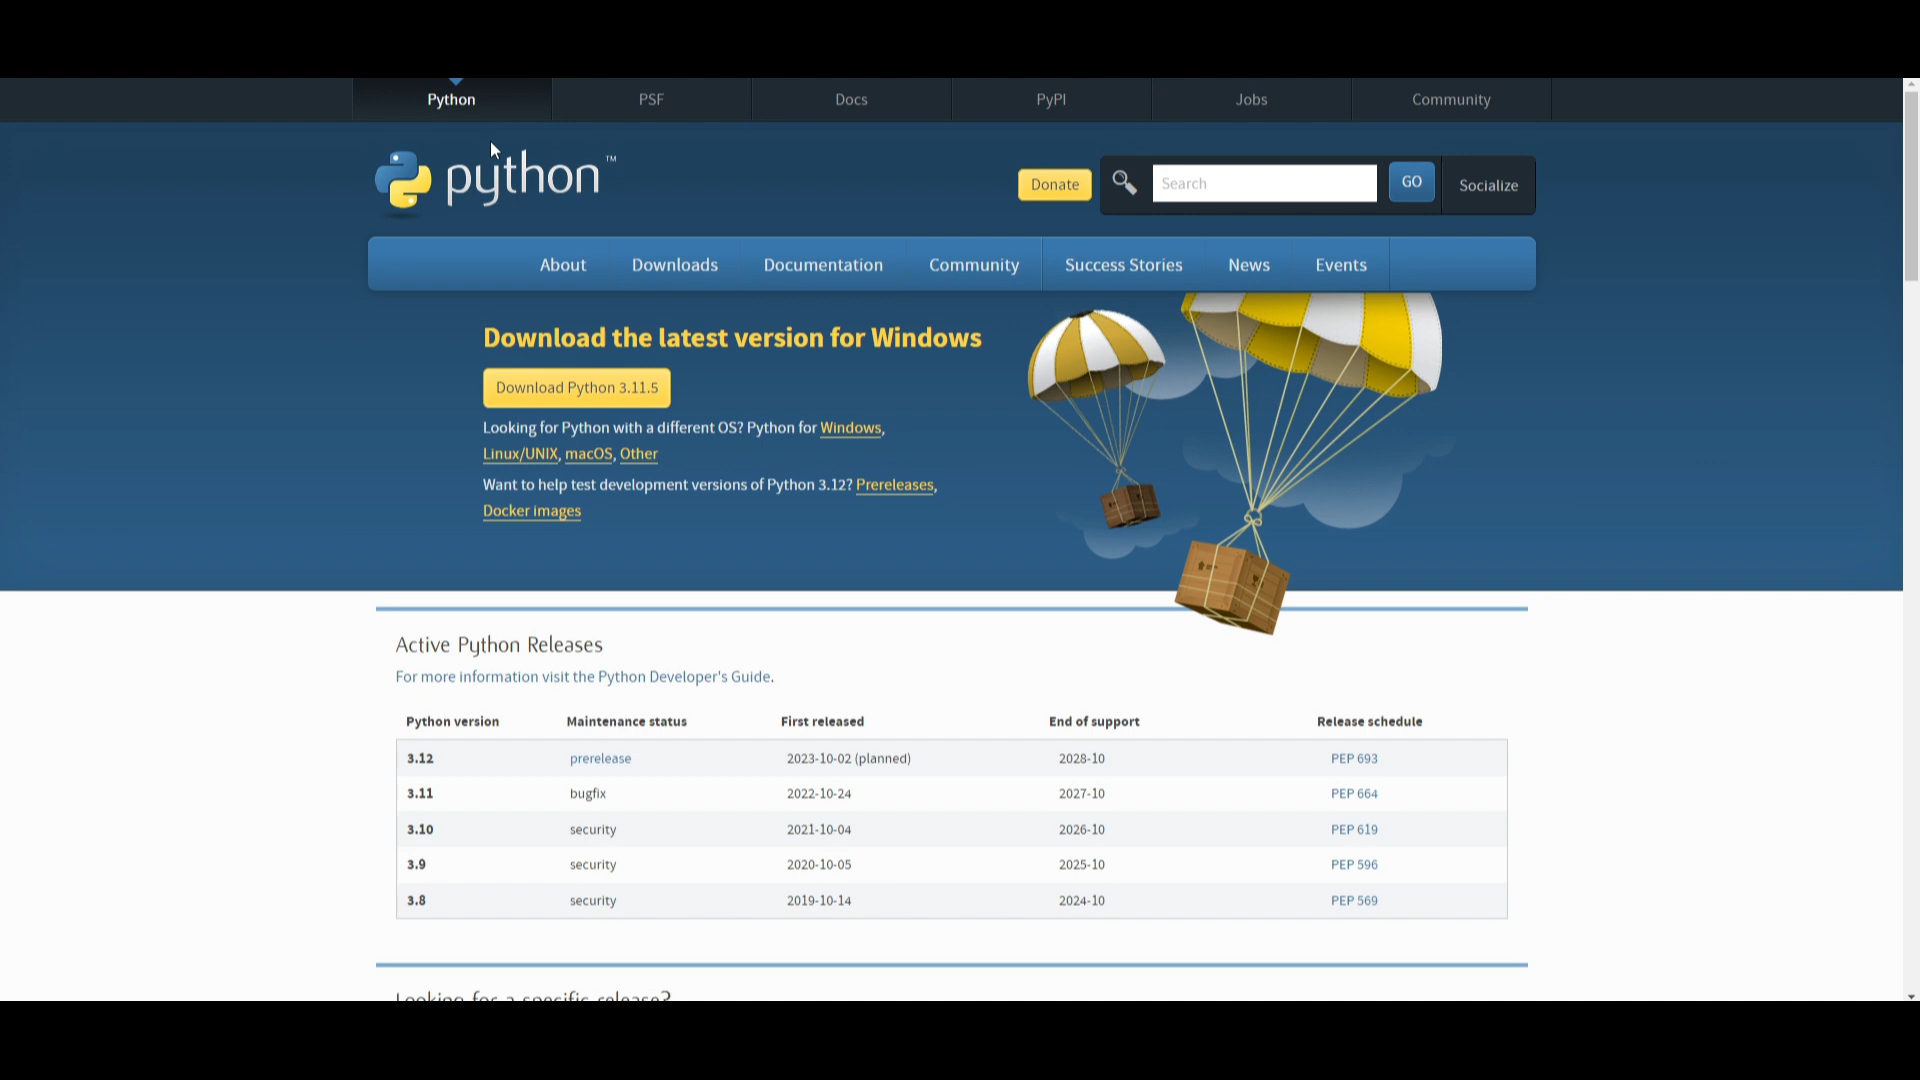 Python PSF Docs PyPI Jobs Community
python™
Donate Search GO Socialize
About Downloads Documentation Community Success Stories News Events
Download the latest version for Windows
Download Python 3.11.5
Looking for Python with a different OS? Python for Windows,
Linux/UNIX, macOS, Other
Want to help test development versions of Python 3.12? Prereleases,
Docker images
Active Python Releases
For more information visit the Python Developer's Guide.
Python version Maintenance status First released End of support Release schedule
3.12 prerelease 2023-10-02 (planned) 2028-10 PEP 693
3.11 bugfix 2022-10-24 2027-10 PEP 664
3.10 security 2021-10-04 2026-10 PEP 619
3.9 security 2020-10-05 2025-10 PEP 596
3.8 security 2019-10-14 2024-10 PEP 569
Looking for a specific release?